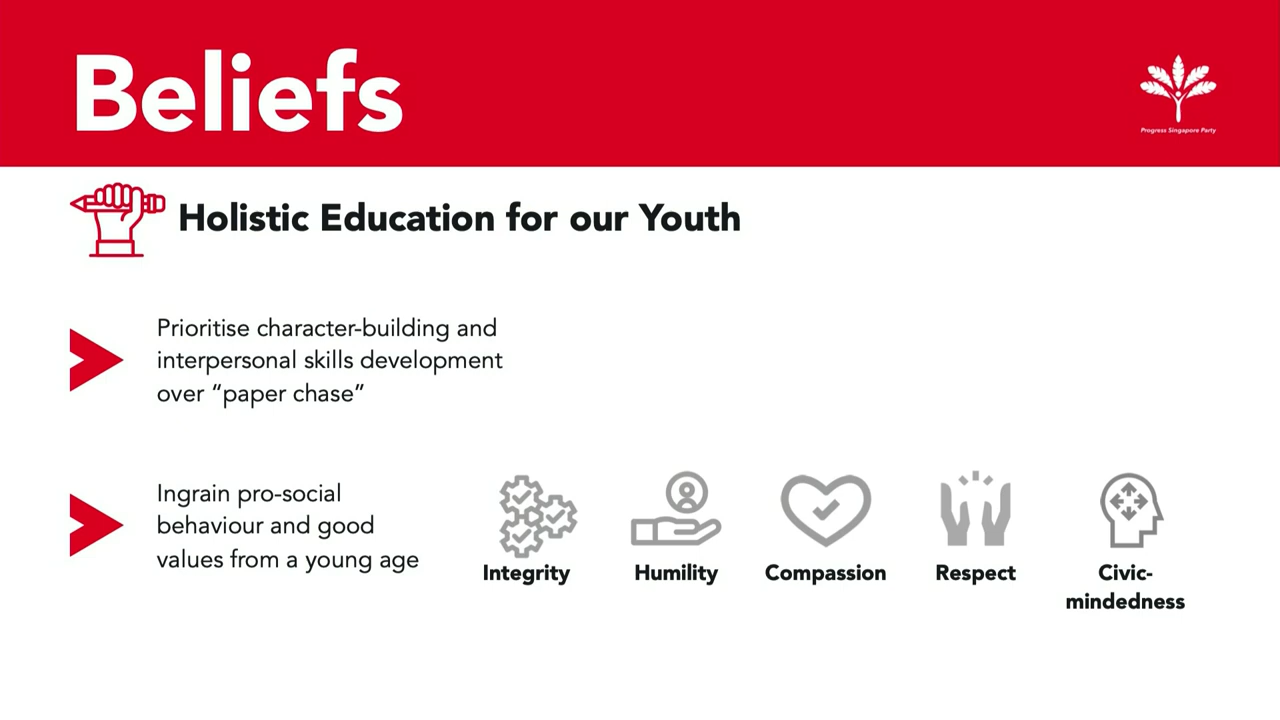 Beliefs
Progress Singapore Party
Holistic Education for our Youth
Prioritise character-building and
interpersonal skills development
over “paper chase”
Ingrain pro-social
behaviour and good
values from a young age
Integrity
Humility
Compassion
Respect
Civic-
mindedness